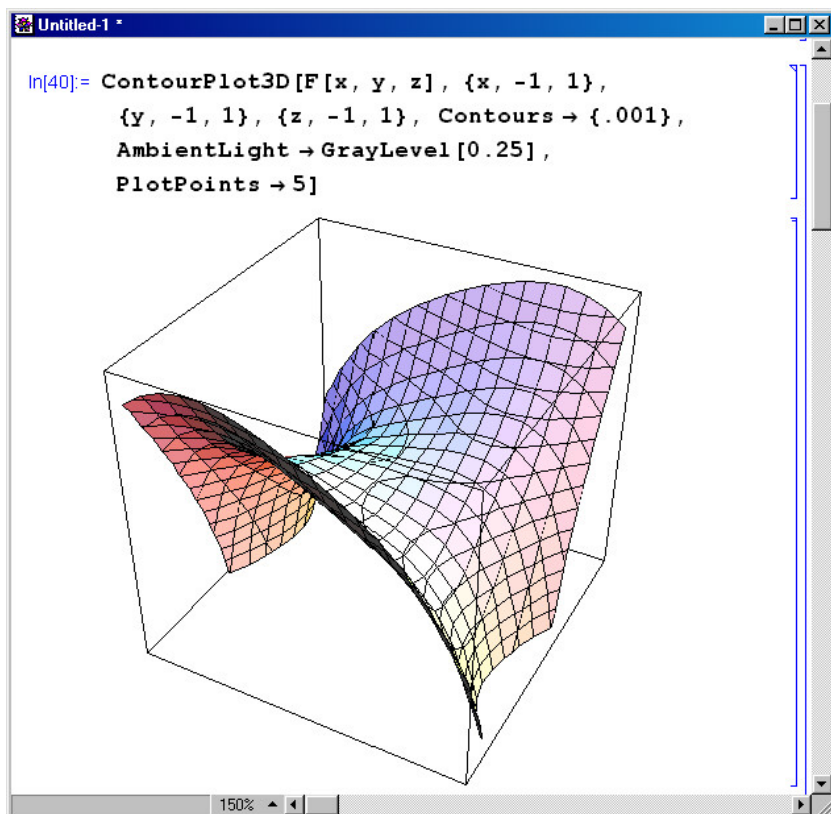 Untitled-1 *
In[40]:= ContourPlot3D[F[x, y, z], {x, -1, 1},
{y, -1, 1}, {z, -1, 1}, Contours → {.001},
AmbientLight → GrayLevel[0.25],
PlotPoints → 5]
150%